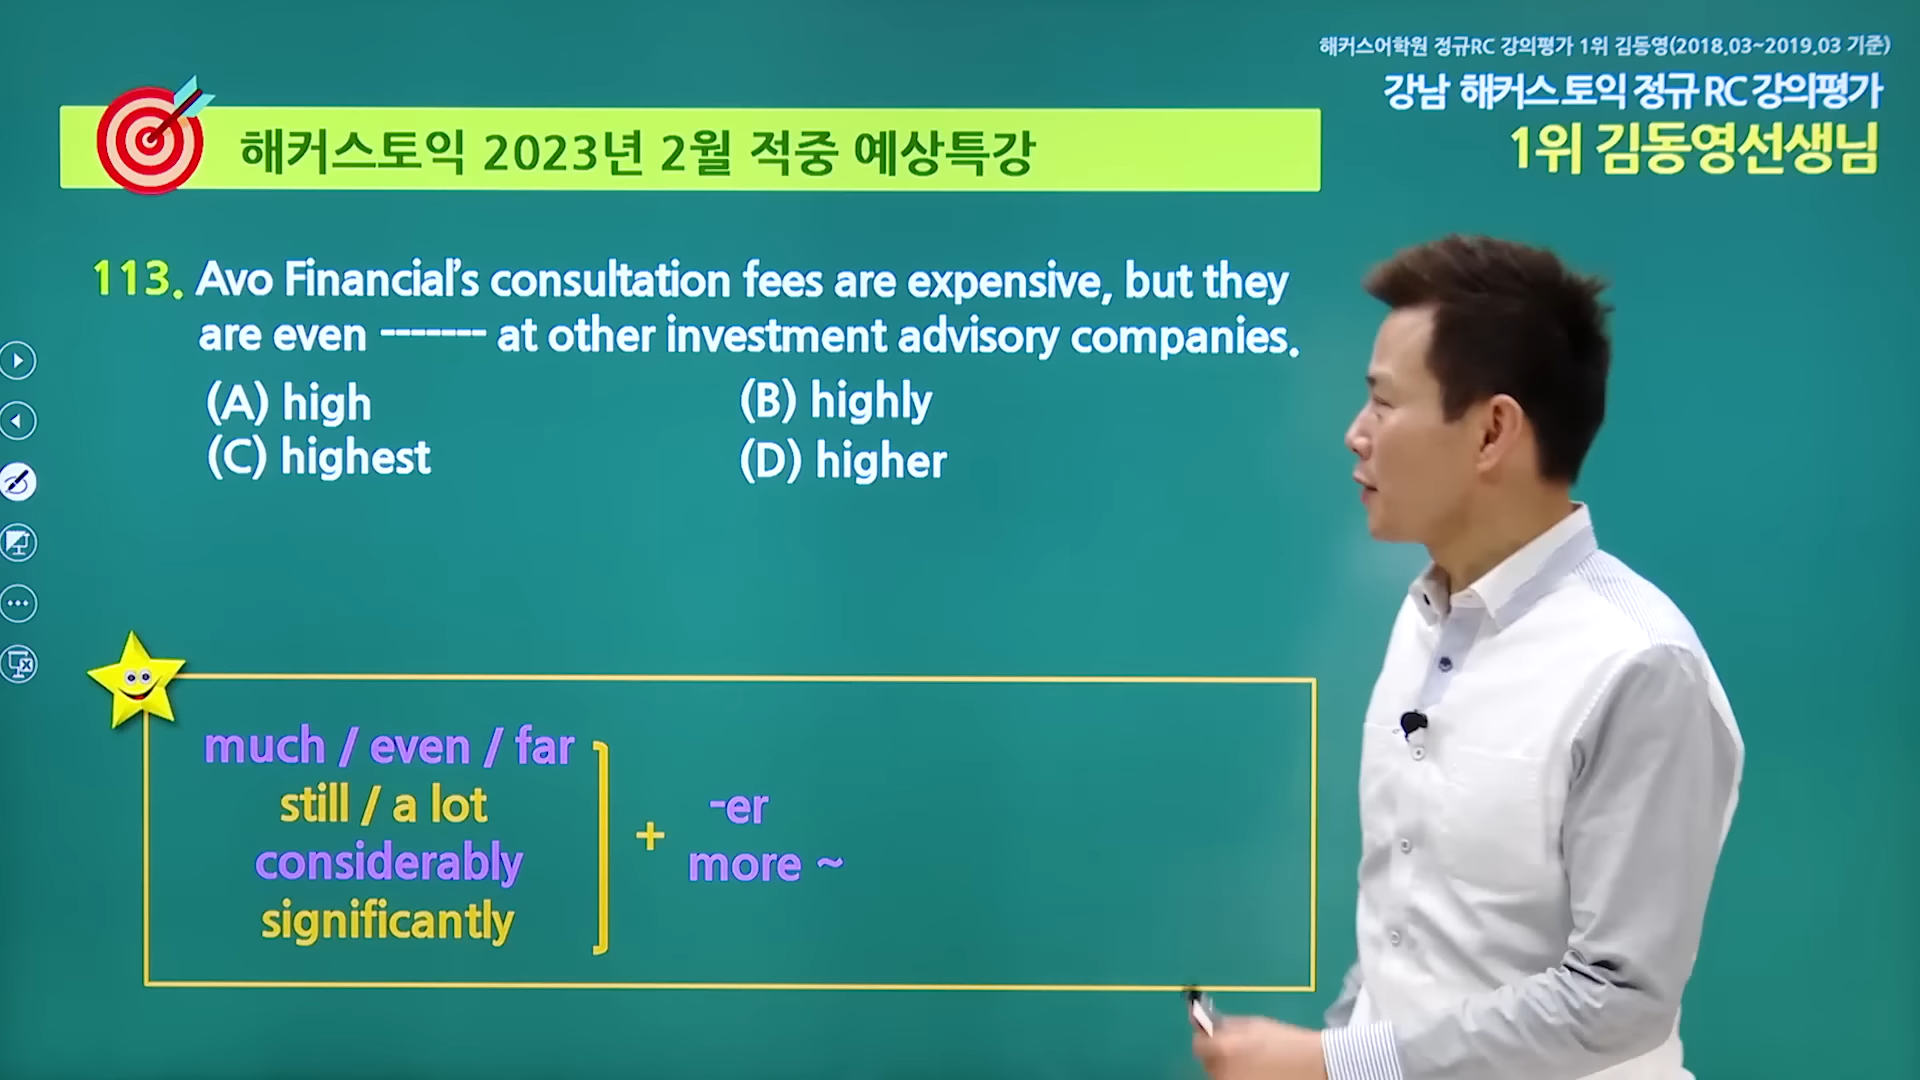 해커스어학원 정규RC 강의평가 1위 김동영(2018.03~2019.03 기준)
강남 해커스 토익 정규 RC 강의평가
1위 김동영선생님
해커스토익 2023년 2월 적중 예상특강
113. Avo Financial's consultation fees are expensive, but they
are even ------- at other investment advisory companies.
(A) high (B) highly
(C) highest (D) higher
much / even / far
still / a lot
considerably
significantly
+
-er
more ~